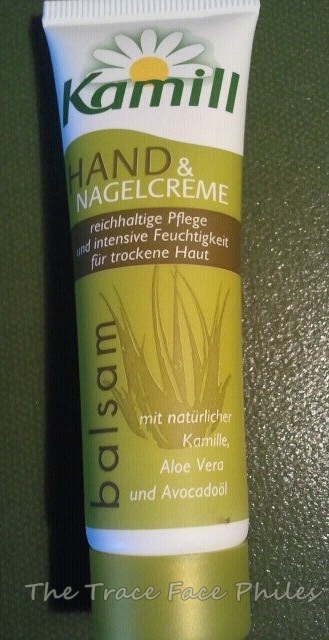 Kamill
HAND &
NAGELCREME
reichhaltige Pflege
und intensive Feuchtigkeit
für trockene Haut
balsam
mit natürlicher
Kamille,
Aloe Vera
und Avocadoöl
The Trace Face Philes